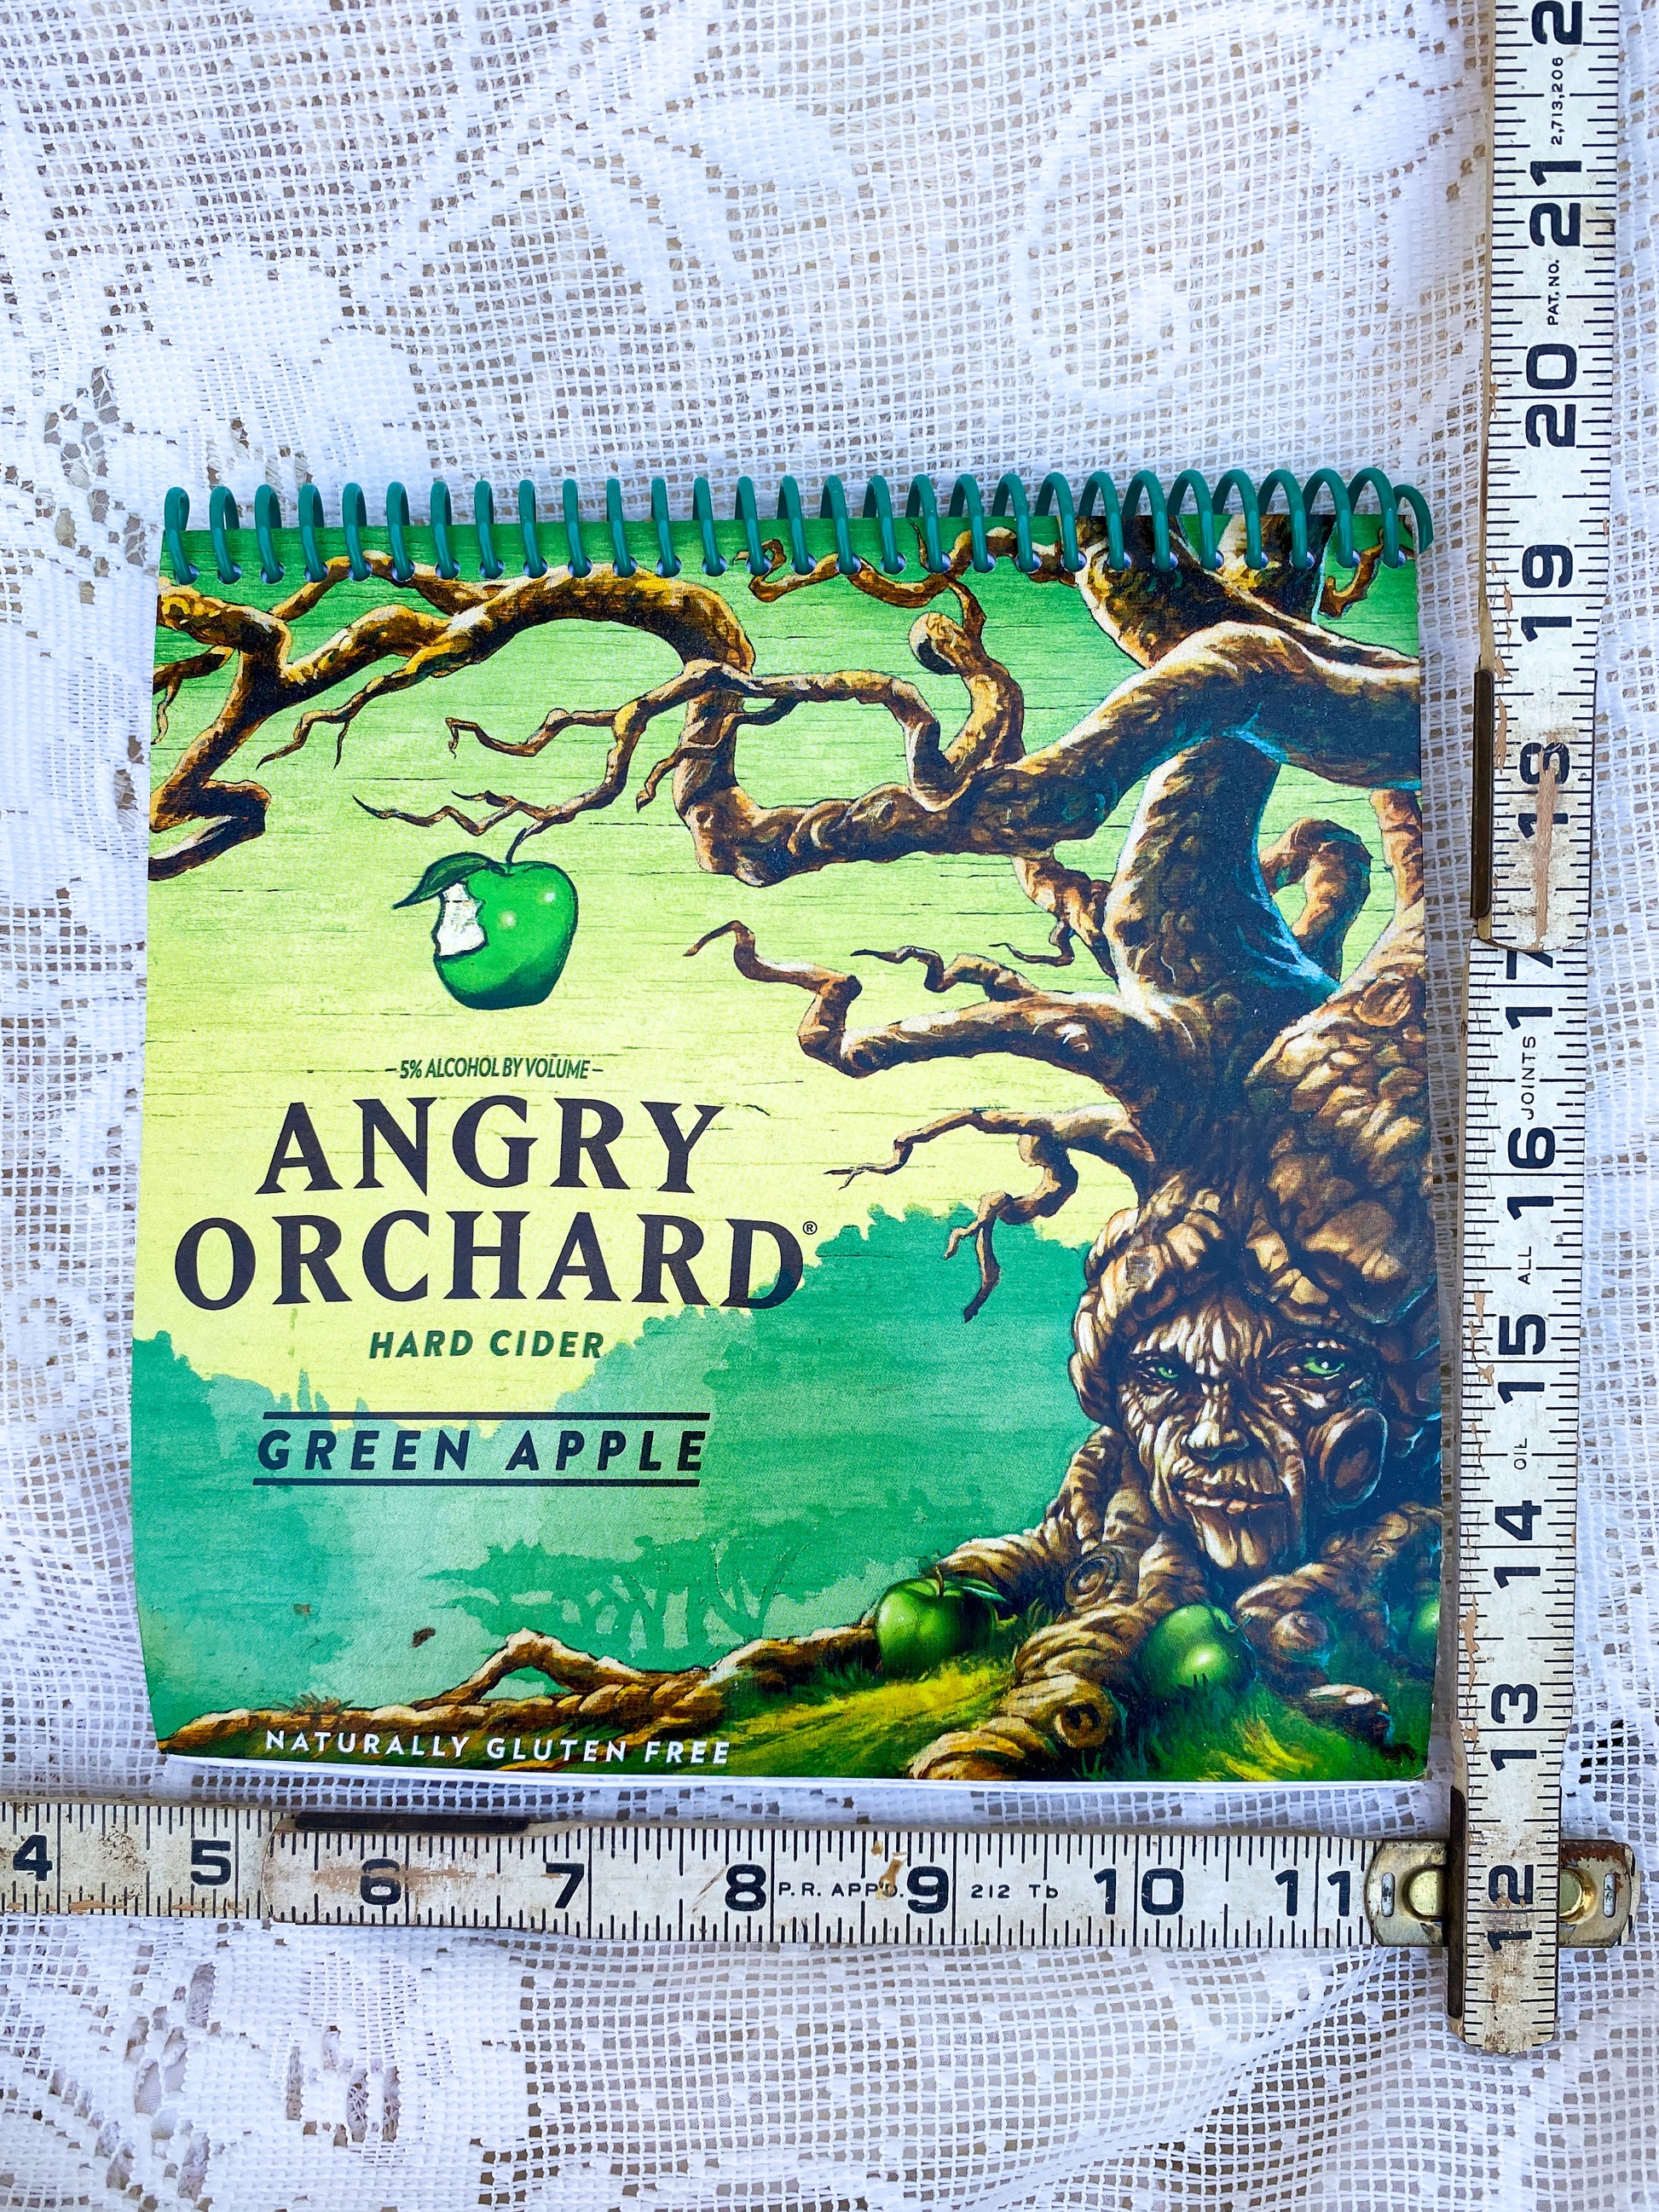 5% ALCOHOL BY VOLUME
ANGRY
ORCHARD®
HARD CIDER
GREEN APPLE
NATURALLY GLUTEN FREE
4 5 6 7 8 P.R. APP'D. 9 212 Tb 10 11
12 13 14 OIL 15 ALL 16 JOINTS 17 18 19 20 PAT. NO. 21 2,713,206 2